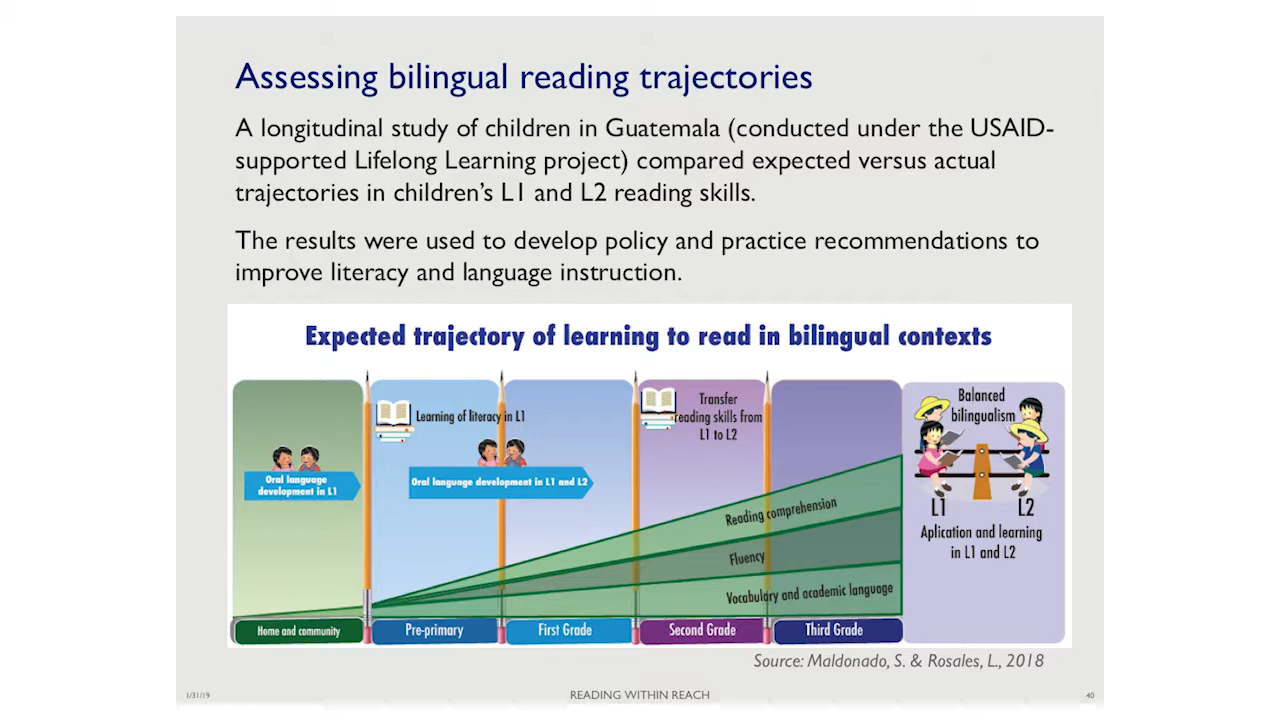 Assessing bilingual reading trajectories
A longitudinal study of children in Guatemala (conducted under the USAID-
supported Lifelong Learning project) compared expected versus actual
trajectories in children’s L1 and L2 reading skills.
The results were used to develop policy and practice recommendations to
improve literacy and language instruction.
Expected trajectory of learning to read in bilingual contexts
Oral language
development in L1
Learning of literacy in L1
Oral language development in L1 and L2
Transfer
reading skills from
L1 to L2
Balanced
bilingualism
L1 L2
Aplication and learning
in L1 and L2
Reading comprehension
Fluency
Vocabulary and academic language
Home and community
Pre-primary
First Grade
Second Grade
Third Grade
Source: Maldonado, S. & Rosales, L., 2018
1/31/19
READING WITHIN REACH
40